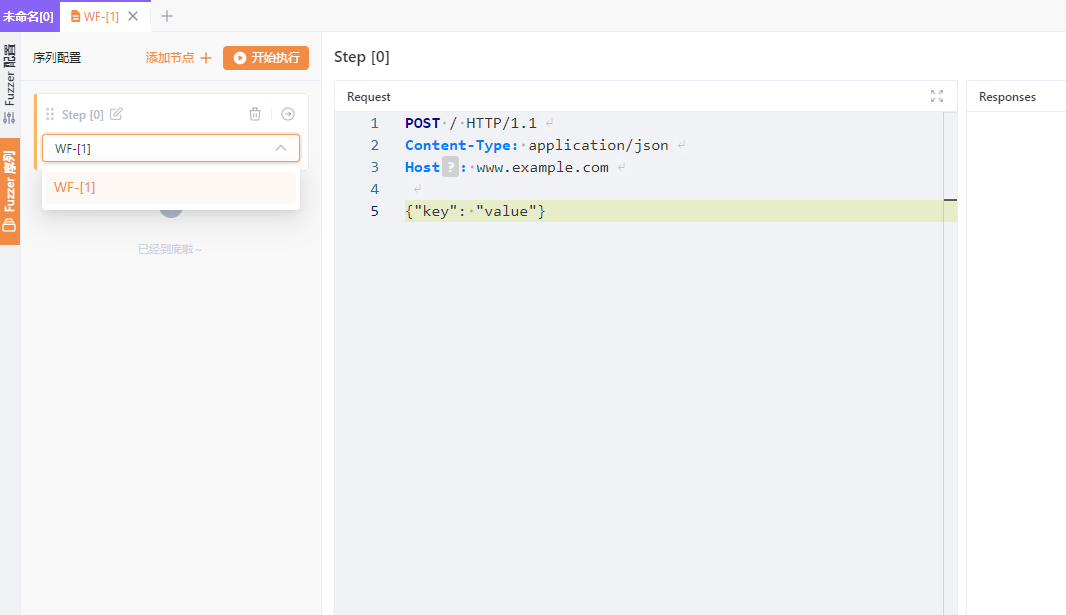 未命名[0]
WF-[1]
Fuzzer 配置
Fuzzer 序列
序列配置
添加节点
开始执行
Step [0]
WF-[1]
WF-[1]
已经到底啦~
Step [0]
Request
1 POST / HTTP/1.1
2 Content-Type: application/json
3 Host ? : www.example.com
4
5 {"key": "value"}
Responses